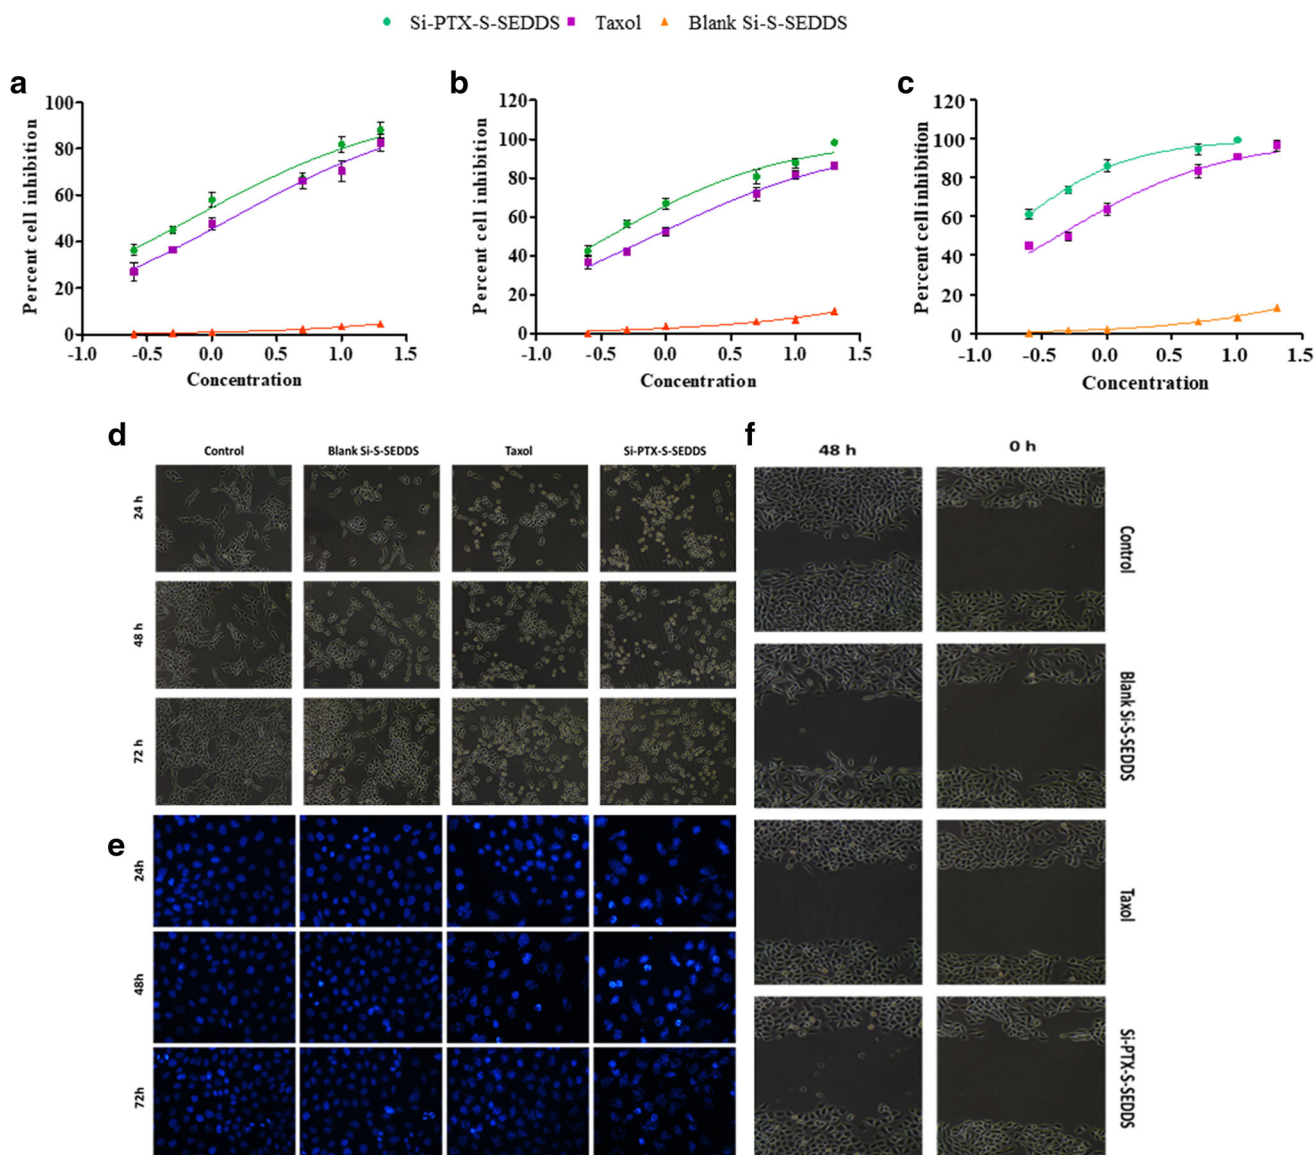 Si-PTX-S-SEDDS Taxol Blank Si-S-SEDDS
a
100
80
60
40
20
0
-1.0 -0.5 0.0 0.5 1.0 1.5
Percent cell inhibition
Concentration
b
120
100
80
60
40
20
0
-1.0 -0.5 0.0 0.5 1.0 1.5
Percent cell inhibition
Concentration
c
120
100
80
60
40
20
0
-1.0 -0.5 0.0 0.5 1.0 1.5
Percent cell inhibition
Concentration
d
Control Blank Si-S-SEDDS Taxol Si-PTX-S-SEDDS
24 h
48 h
72 h
e
24h
48h
72h
f
48 h 0 h
Control
Blank Si-S-SEDDS
Taxol
Si-PTX-S-SEDDS